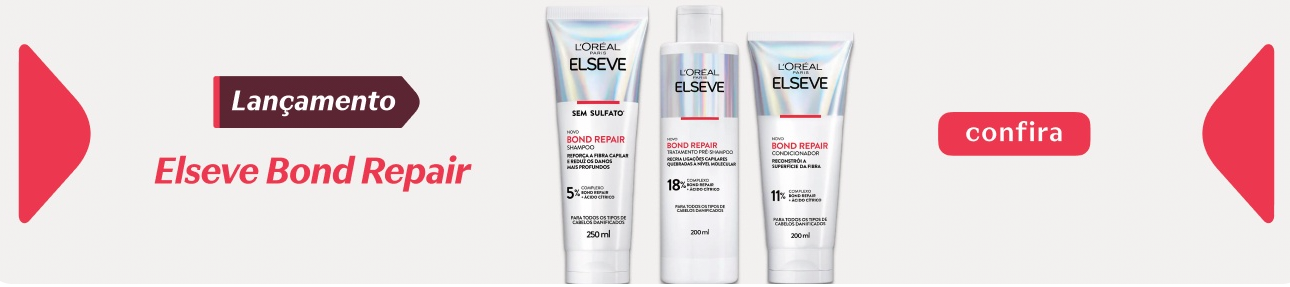 Lançamento
Elseve Bond Repair
L'ORÉAL
PARIS
ELSEVE
SEM SULFATO*
NOVO
BOND REPAIR
SHAMPOO
REFORÇA A FIBRA CAPILAR
E REDUZ OS DANOS
MAIS PROFUNDOS
5% COMPLEXO
BOND REPAIR
+ ÁCIDO CÍTRICO
PARA TODOS OS TIPOS DE
CABELOS DANIFICADOS
250 ml
L'ORÉAL
PARIS
ELSEVE
NOVO
BOND REPAIR
TRATAMENTO PRÉ-SHAMPOO
RECRIA LIGAÇÕES CAPILARES
QUEBRADAS A NÍVEL MOLECULAR
18% COMPLEXO
BOND REPAIR
+ ÁCIDO CÍTRICO
PARA TODOS OS TIPOS DE
CABELOS DANIFICADOS
200 ml
L'ORÉAL
PARIS
ELSEVE
NOVO
BOND REPAIR
CONDICIONADOR
RECONSTRÓI A
SUPERFÍCIE DA FIBRA
11% COMPLEXO
BOND REPAIR
+ ÁCIDO CÍTRICO
PARA TODOS OS TIPOS DE
CABELOS DANIFICADOS
200 ml
confira